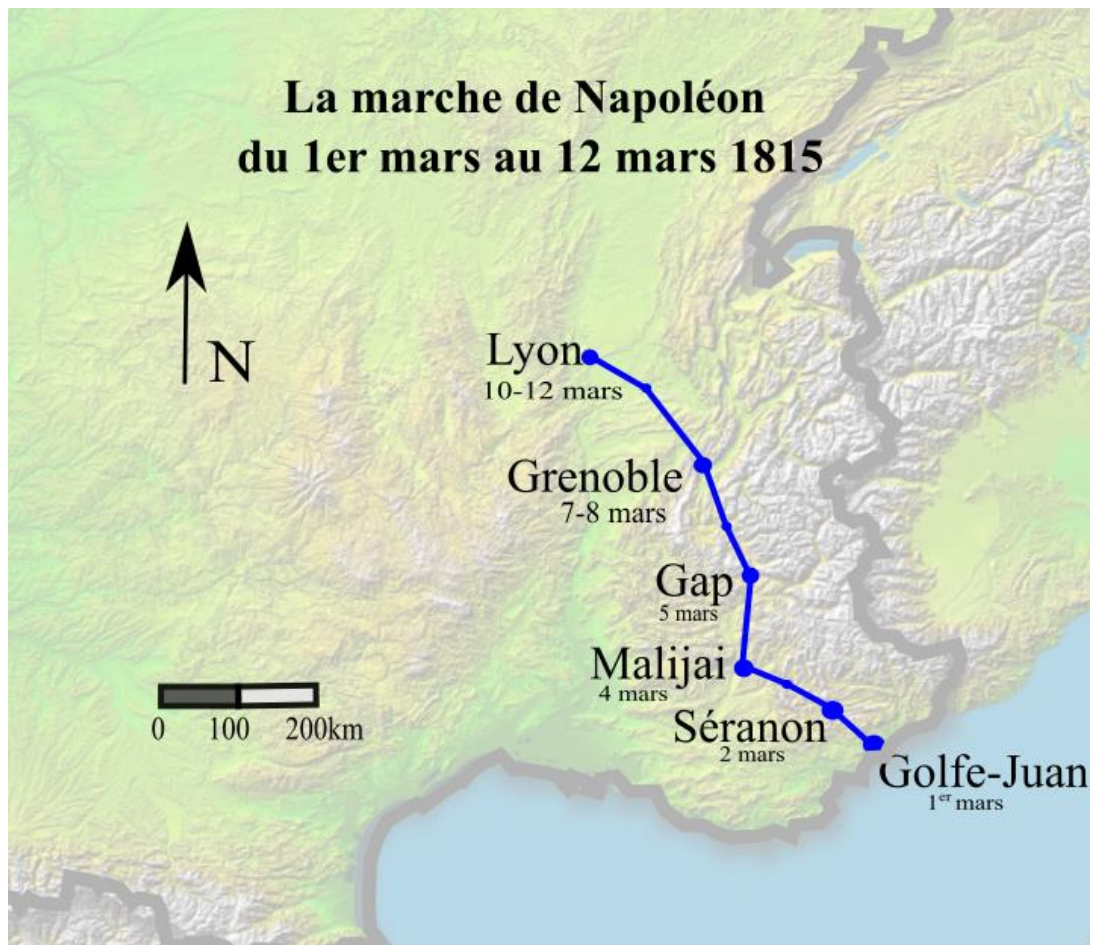 La marche de Napoléon
du 1er mars au 12 mars 1815
N
Lyon
10-12 mars
Grenoble
7-8 mars
Gap
5 mars
Malijai
4 mars
Séranon
2 mars
Golfe-Juan
1er mars
0 100 200km